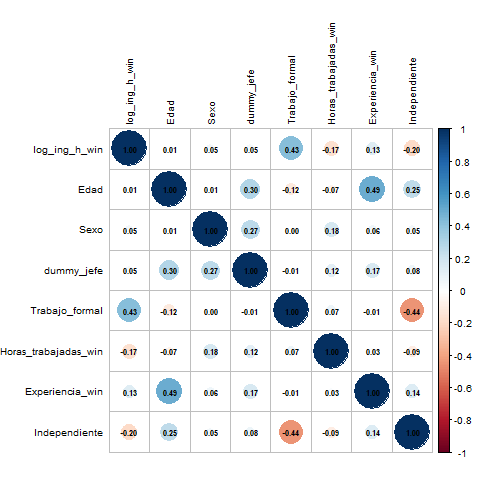 log_ing_h_win Edad Sexo dummy_jefe Trabajo_formal Horas_trabajadas_win Experiencia_win Independiente
log_ing_h_win 1.00 0.01 0.05 0.05 0.43 -0.17 0.13 -0.20
Edad 0.01 1.00 0.01 0.30 -0.12 -0.07 0.49 0.25
Sexo 0.05 0.01 1.00 0.27 0.00 0.18 0.06 0.05
dummy_jefe 0.05 0.30 0.27 1.00 -0.01 0.12 0.17 0.08
Trabajo_formal 0.43 -0.12 0.00 -0.01 1.00 0.07 -0.01 -0.44
Horas_trabajadas_win -0.17 -0.07 0.18 0.12 0.07 1.00 0.03 -0.09
Experiencia_win 0.13 0.49 0.06 0.17 -0.01 0.03 1.00 0.14
Independiente -0.20 0.25 0.05 0.08 -0.44 -0.09 0.14 1.00
1
0.8
0.6
0.4
0.2
0
-0.2
-0.4
-0.6
-0.8
-1